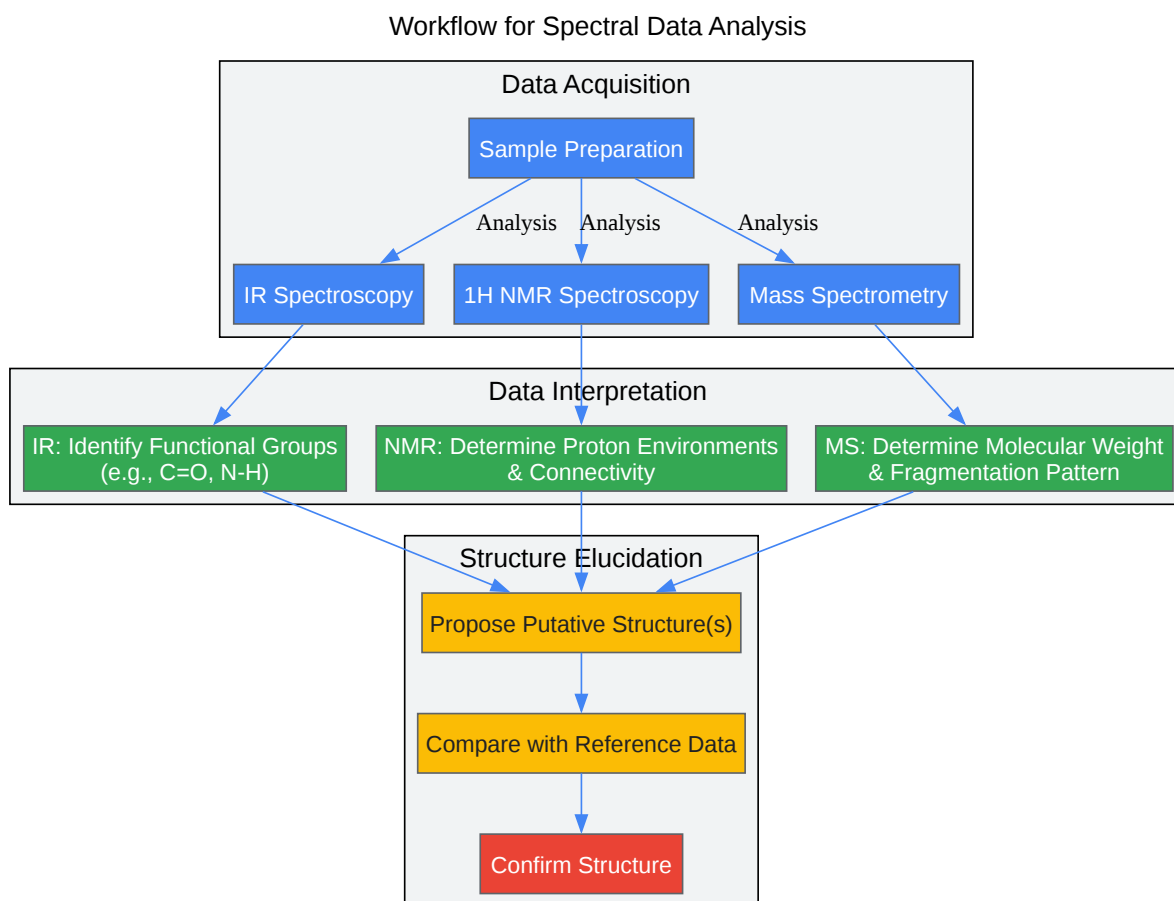 Workflow for Spectral Data Analysis
Data Acquisition
Sample Preparation
Analysis
Analysis
Analysis
IR Spectroscopy
1H NMR Spectroscopy
Mass Spectrometry
Data Interpretation
IR: Identify Functional Groups
(e.g., C=O, N-H)
NMR: Determine Proton Environments
& Connectivity
MS: Determine Molecular Weight
& Fragmentation Pattern
Structure Elucidation
Propose Putative Structure(s)
Compare with Reference Data
Confirm Structure